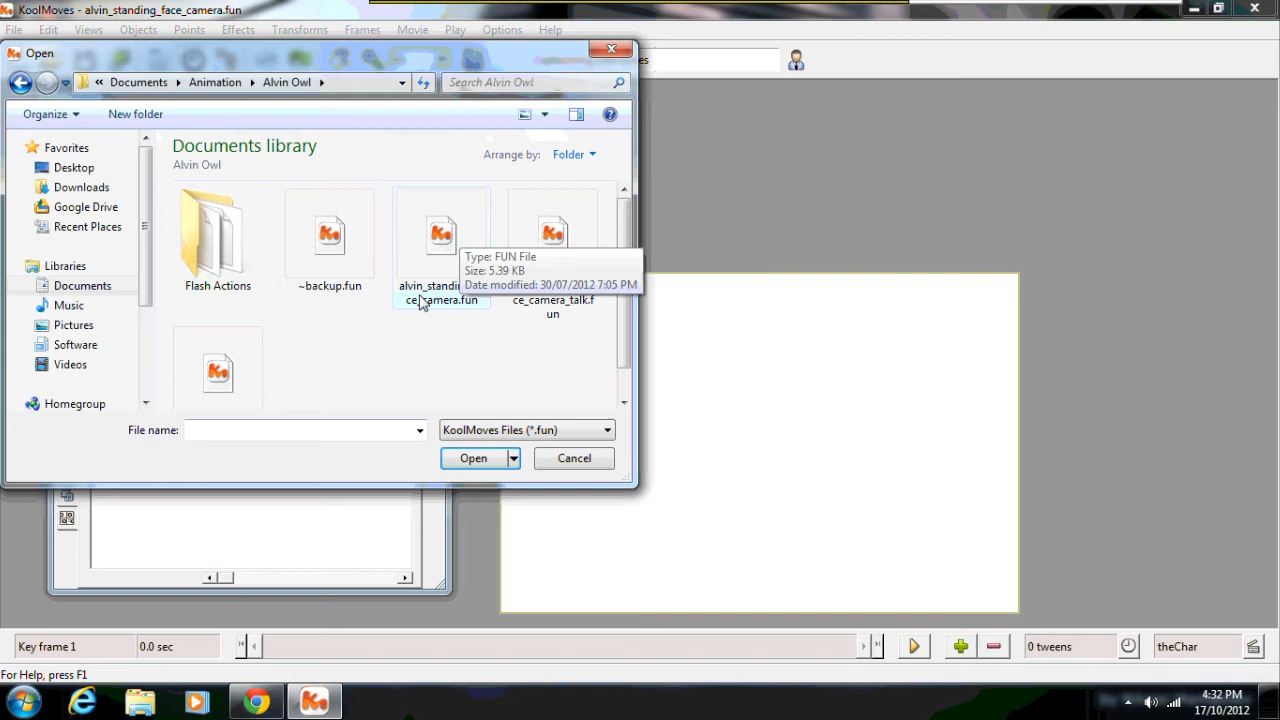 KoolMoves - alvin_standing_face_camera.fun
File Edit Views Objects Points Effects Transforms Frames Movie Play Options Help
Open
« Documents Animation Alvin Owl
Search Alvin Owl
Organize New folder
Favorites
Desktop
Downloads
Google Drive
Recent Places
Libraries
Documents
Music
Pictures
Software
Videos
Homegroup
Documents library
Alvin Owl
Arrange by: Folder
Flash Actions
~backup.fun
alvin_standin
ce_camera.fun
ce_camera_talk.f
un
Type: FUN File
Size: 5.39 KB
Date modified: 30/07/2012 7:05 PM
File name:
KoolMoves Files (*.fun)
Open Cancel
Key frame 1 0.0 sec
0 tweens
theChar
For Help, press F1
4:32 PM
17/10/2012